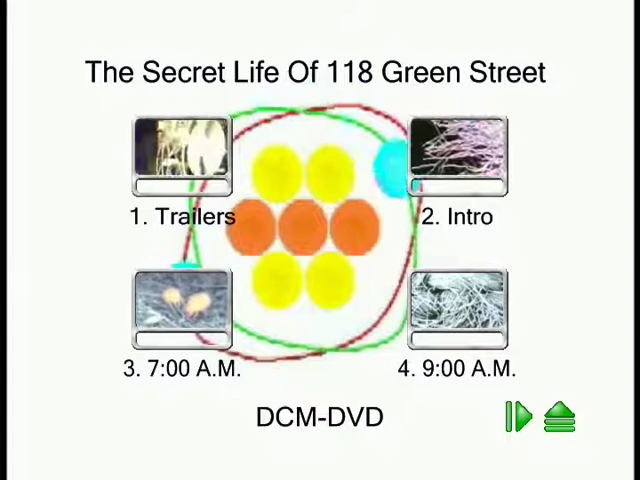 The Secret Life Of 118 Green Street
1. Trailers
2. Intro
3. 7:00 A.M.
4. 9:00 A.M.
DCM-DVD